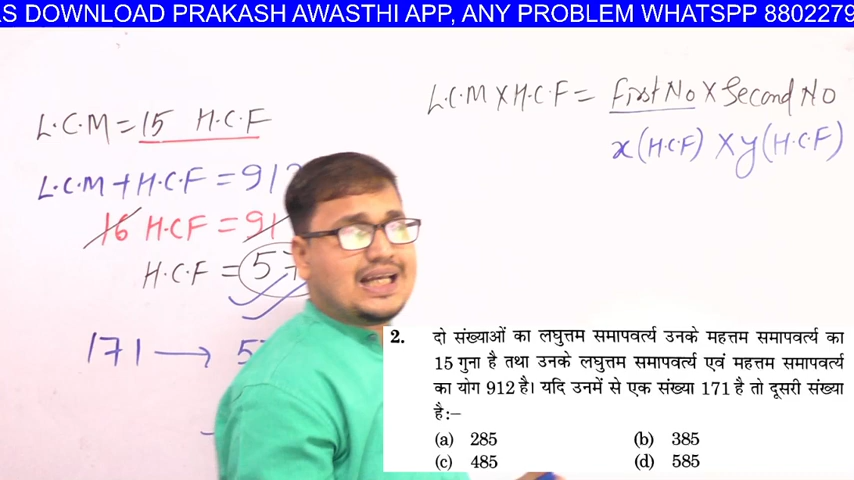 S DOWNLOAD PRAKASH AWASTHI APP, ANY PROBLEM WHATSPP 8802279
L.C.M = 15 H.C.F
L.C.M + H.C.F = 912
16 H.C.F = 91
H.C.F = 57
171 → 5
L.C.M X H.C.F = First No X Second No
x (H.C.F) X y (H.C.F)
2. दो संख्याओं का लघुत्तम समापवर्त्य उनके महत्तम समापवर्त्य का
15 गुना है तथा उनके लघुत्तम समापवर्त्य एवं महत्तम समापवर्त्य
का योग 912 है। यदि उनमें से एक संख्या 171 है तो दूसरी संख्या
है:–
(a) 285 (b) 385
(c) 485 (d) 585